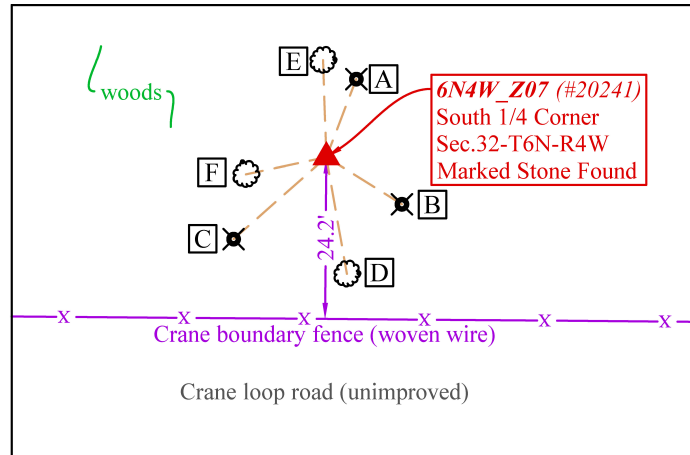 E
A
woods
6N4W_Z07 (#20241)
South 1/4 Corner
Sec.32-T6N-R4W
Marked Stone Found
F
B
C
24.2'
D
x x x x x x
Crane boundary fence (woven wire)
Crane loop road (unimproved)